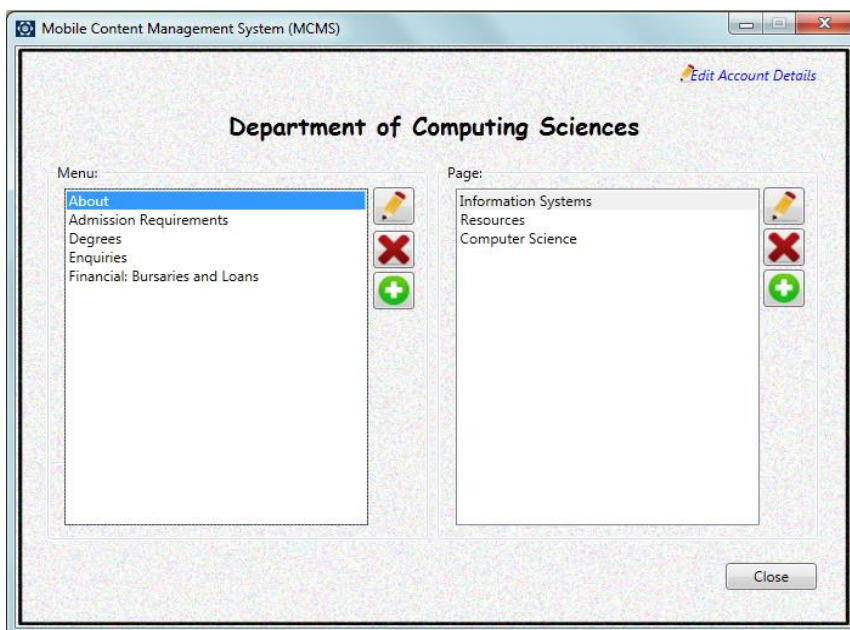 Mobile Content Management System (MCMS)
Edit Account Details
Department of Computing Sciences
Menu:
About
Admission Requirements
Degrees
Enquiries
Financial: Bursaries and Loans
Page:
Information Systems
Resources
Computer Science
Close